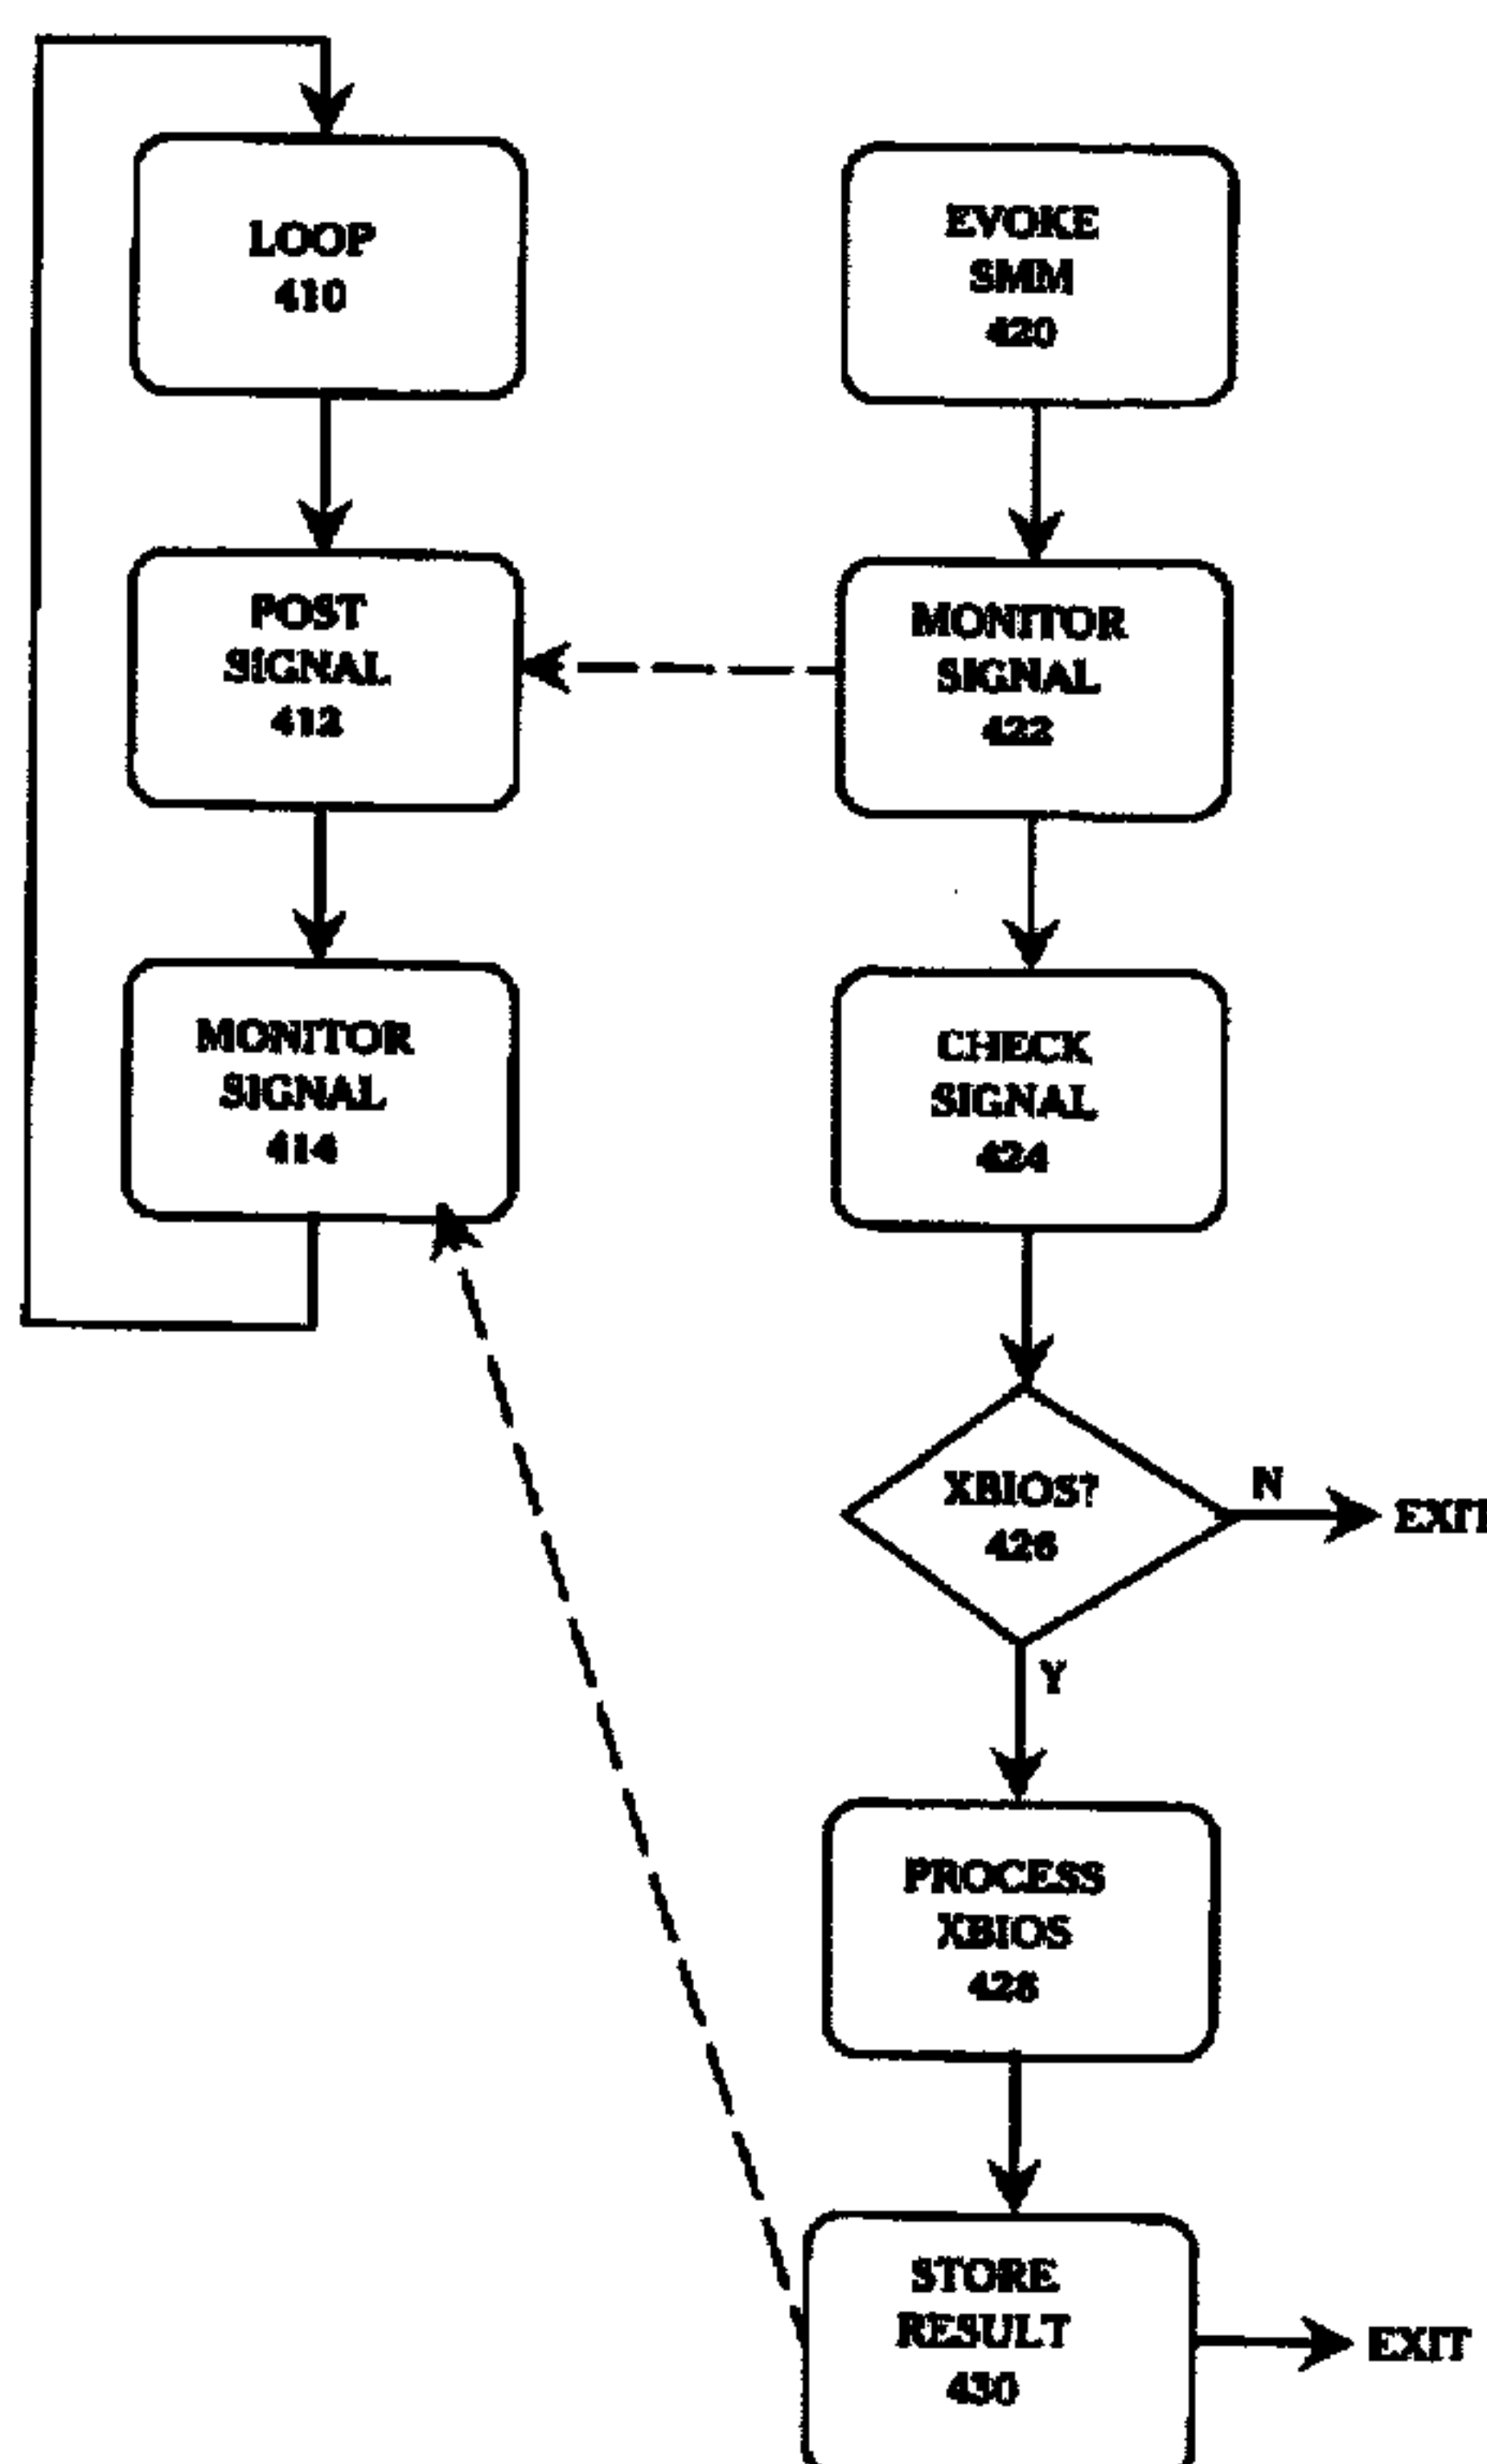 LOOP
410
POST
SIGNAL
412
MONITOR
SIGNAL
414
EVOKE
SMM
420
MONITOR
SIGNAL
422
CHECK
SIGNAL
424
XBIOS?
426
N
EXIT
Y
PROCESS
XBIOS
428
STORE
RESULT
430
EXIT